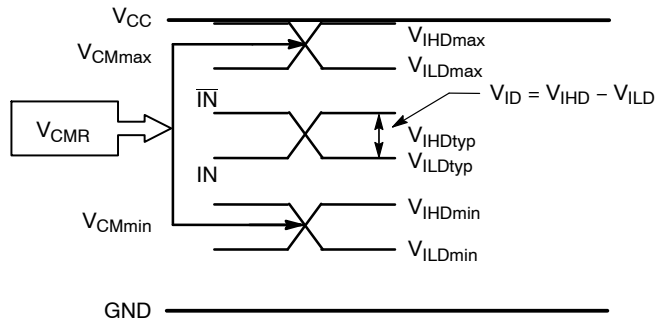 VCC
VIHDmax
VCMmax
VILDmax
IN
VID = VIHD − VILD
VCMR
VIHDtyp
VILDtyp
IN
VIHDmin
VCMmin
VILDmin
GND